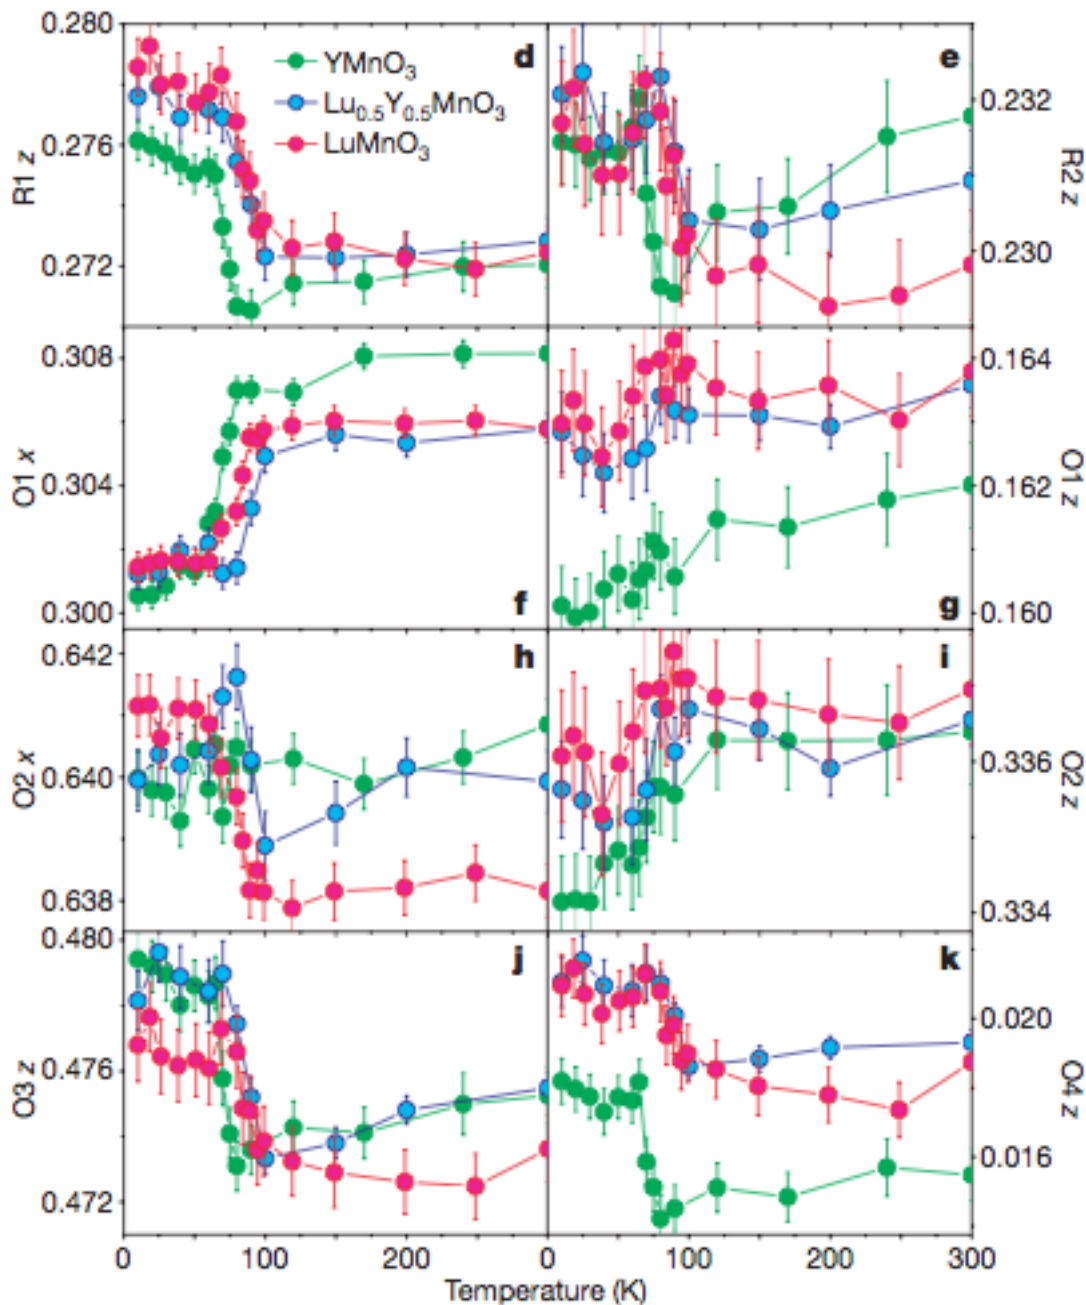 0.280
d
YMnO3
Lu0.5Y0.5MnO3
LuMnO3
0.276
R1 z
0.272
e
0.232
R2 z
0.230
0.308
O1 x
0.304
0.300
f
0.164
O1 z
0.162
0.160
g
0.642
h
O2 x
0.640
0.638
i
0.336
O2 z
0.334
0.480
j
0.476
O3 z
0.472
k
0.020
O4 z
0.016
0 100 200 0 100 200 300
Temperature (K)